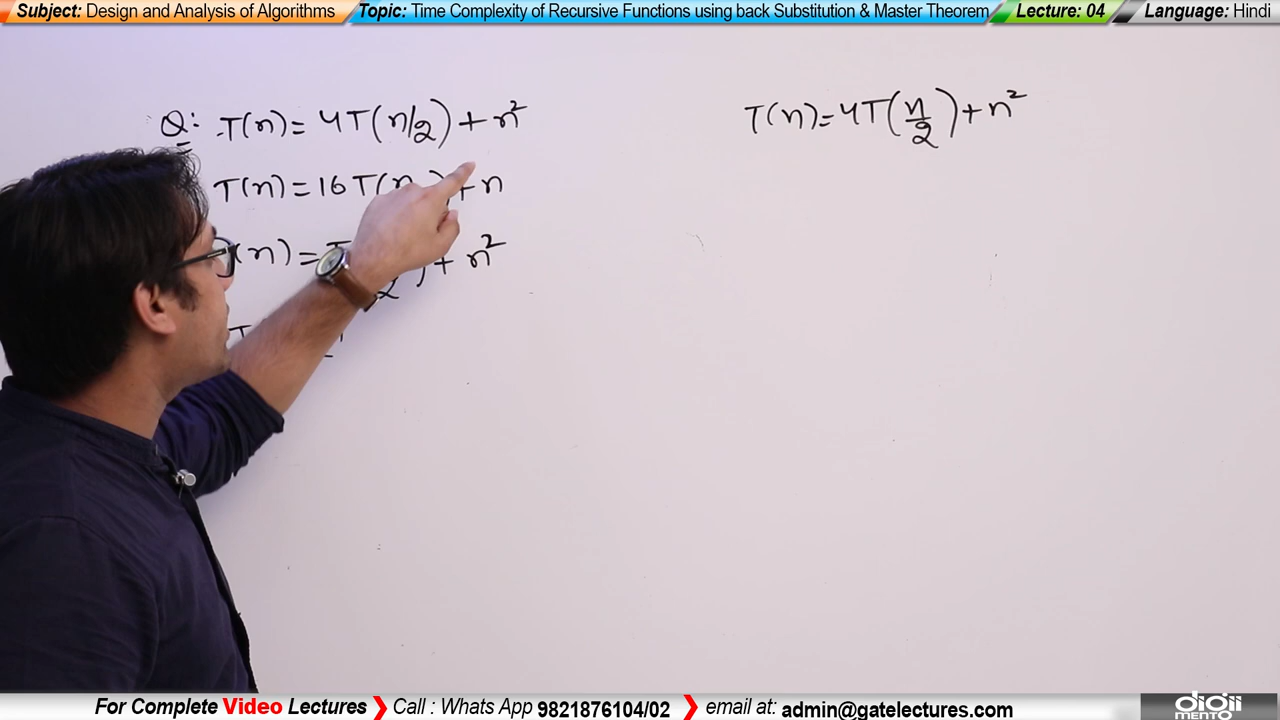 Subject: Design and Analysis of Algorithms Topic: Time Complexity of Recursive Functions using back Substitution & Master Theorem Lecture: 04 Language: Hindi
Q: T(n)=4T(n/2)+n²
T(n)=16T(n +n
(n)= + n²
T(n)=4T(n/2)+n²
For Complete Video Lectures Call : Whats App 9821876104/02 email at: admin@gatelectures.com
digii
MENTO